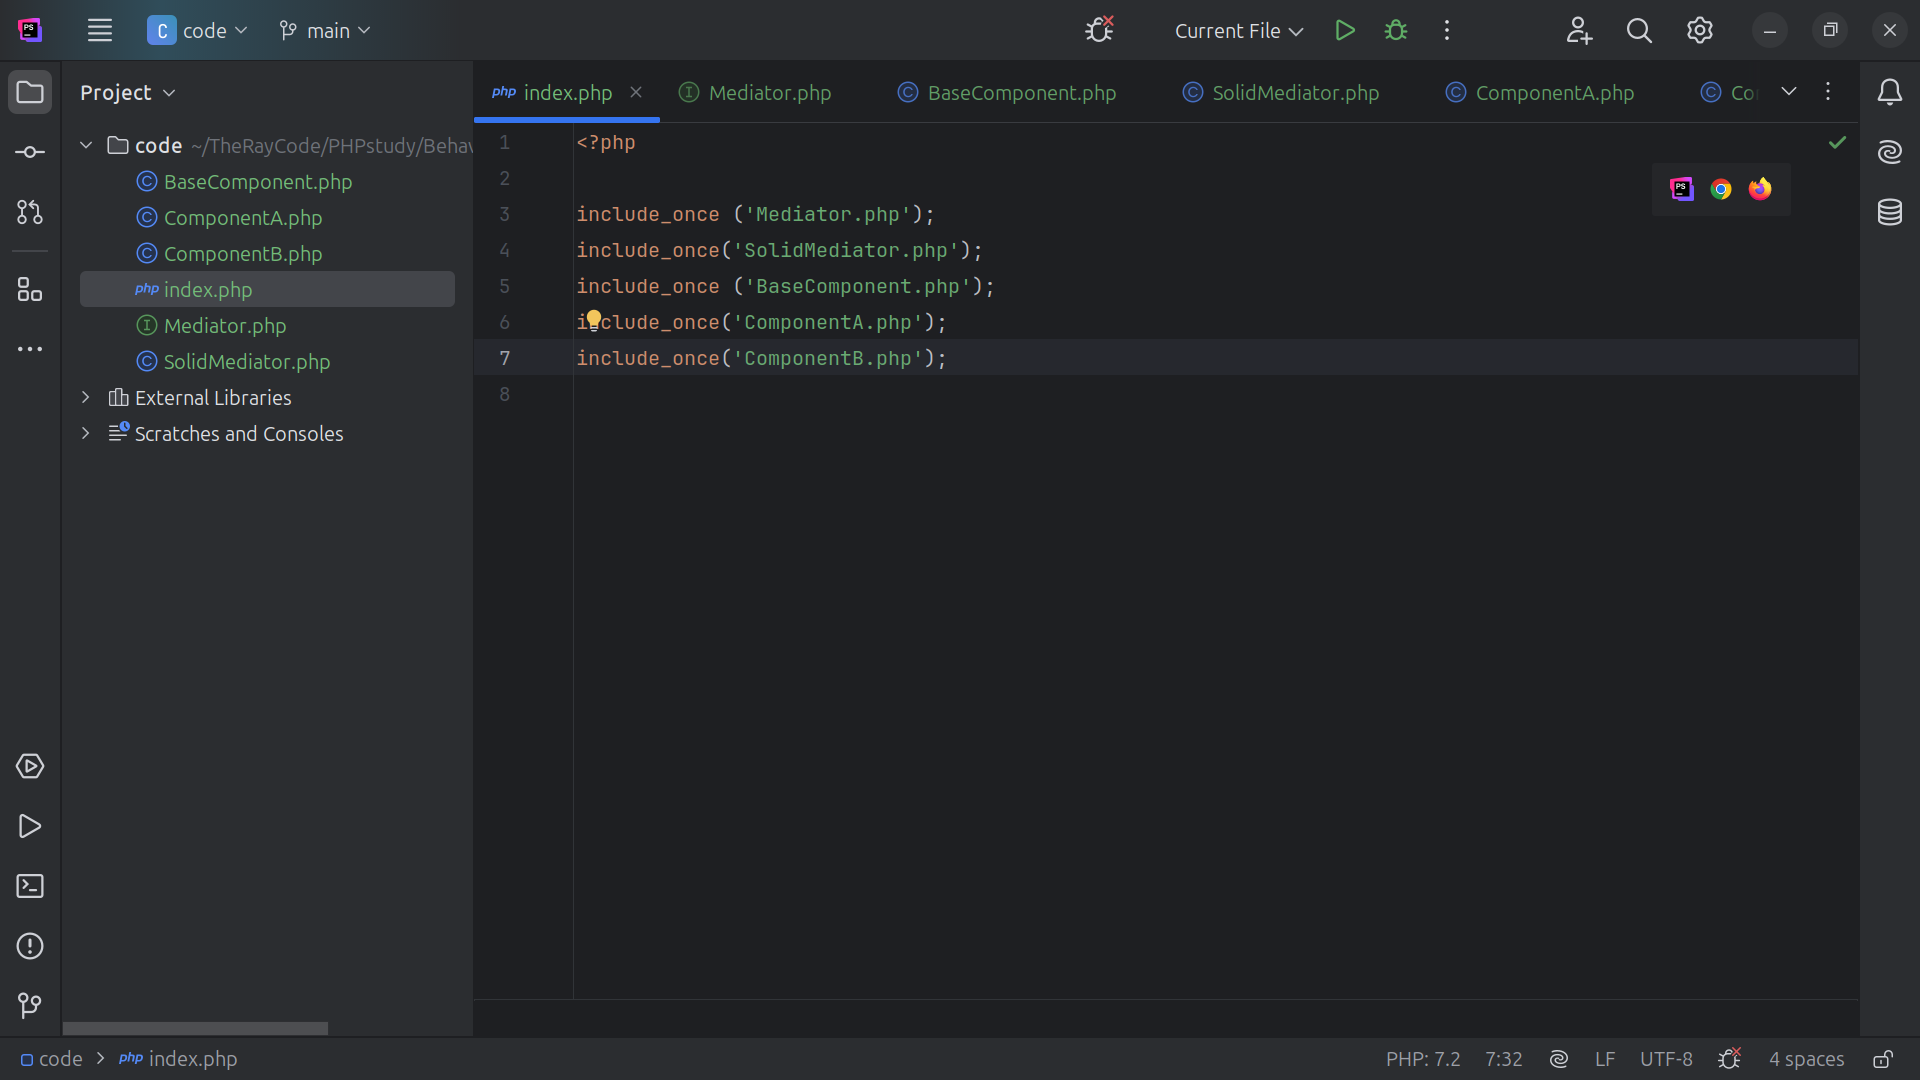 PS
C code
main
Current File
Project
index.php
php
Mediator.php
BaseComponent.php
SolidMediator.php
ComponentA.php
code ~/TheRayCode/PHPstudy/Beha
BaseComponent.php
ComponentA.php
ComponentB.php
php index.php
Mediator.php
SolidMediator.php
External Libraries
Scratches and Consoles
1 <?php
2
3 include_once ('Mediator.php');
4 include_once('SolidMediator.php');
5 include_once ('BaseComponent.php');
6 include_once('ComponentA.php');
7 include_once('ComponentB.php');
8
code > php index.php
PHP: 7.2 7:32 LF UTF-8 4 spaces